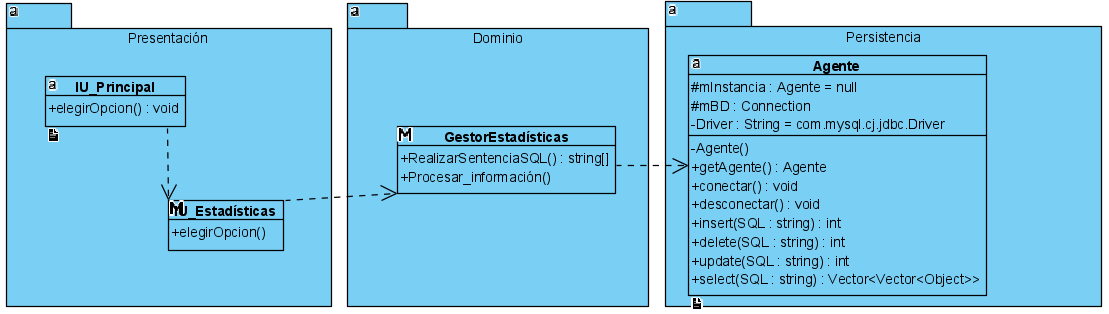 a
Presentación
a
IU_Principal
+elegirOpcion() : void
M
IU_Estadísticas
+elegirOpcion()
a
Dominio
M
GestorEstadísticas
+RealizarSentenciaSQL() : string[]
+Procesar_información()
a
Persistencia
a
Agente
#mInstancia : Agente = null
#mBD : Connection
-Driver : String = com.mysql.cj.jdbc.Driver
-Agente()
+getAgente() : Agente
+conectar() : void
+desconectar() : void
+insert(SQL : string) : int
+delete(SQL : string) : int
+update(SQL : string) : int
+select(SQL : string) : Vector<Vector<Object>>